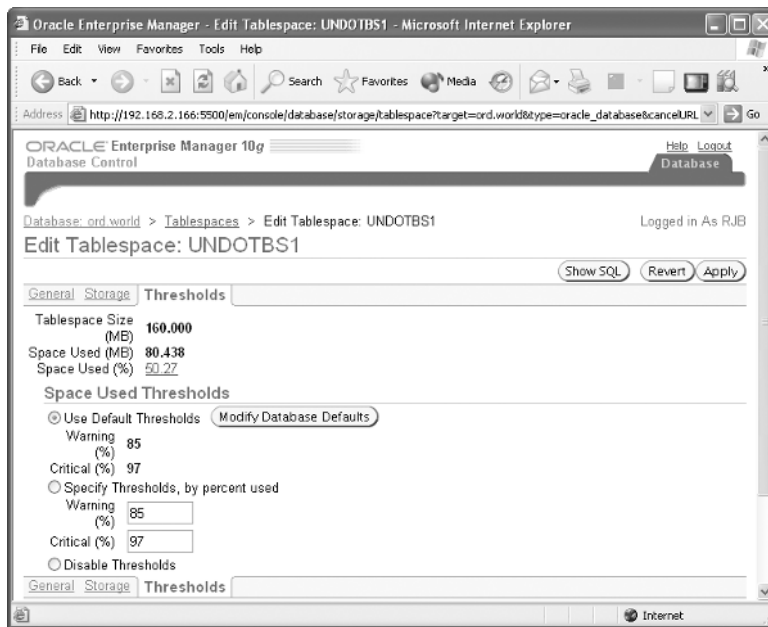 Oracle Enterprise Manager - Edit Tablespace: UNDOTBS1 - Microsoft Internet Explorer
File Edit View Favorites Tools Help
Back Search Favorites Media
Address http://192.168.2.166:5500/em/console/database/storage/tablespace?target=ord.world&type=oracle_database&cancelURL Go
ORACLE Enterprise Manager 10g Help Logout
Database Control Database
Database: ord.world > Tablespaces > Edit Tablespace: UNDOTBS1 Logged in As RJB
Edit Tablespace: UNDOTBS1
Show SQL Revert Apply
General Storage Thresholds
Tablespace Size (MB) 160.000
Space Used (MB) 80.438
Space Used (%) 50.27
Space Used Thresholds
Use Default Thresholds Modify Database Defaults
Warning (%) 85
Critical (%) 97
Specify Thresholds, by percent used
Warning (%) 85
Critical (%) 97
Disable Thresholds
General Storage Thresholds
Internet